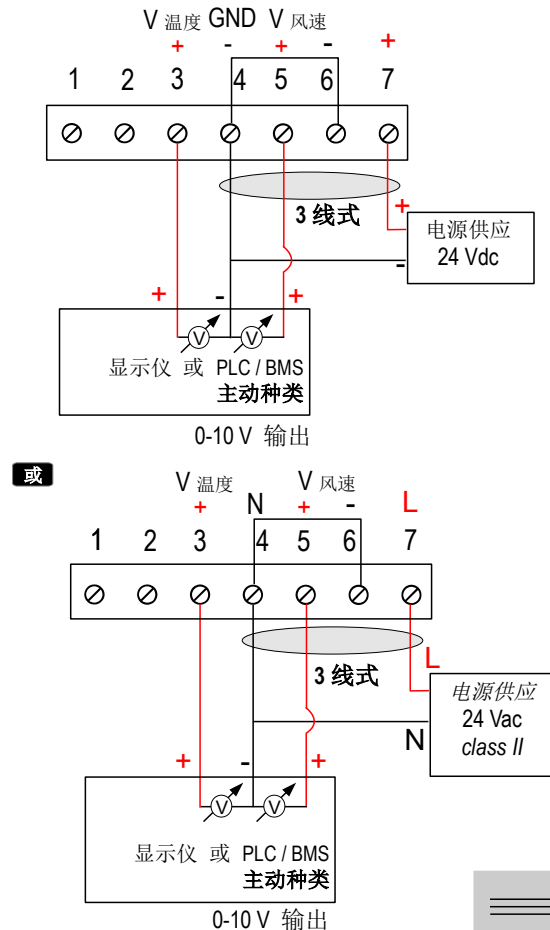 V 温度 GND V 风速
+ - + - +
1 2 3 4 5 6 7
3 线式
+
电源供应
24 Vdc
-
+ - +
V V
显示仪 或 PLC / BMS
主动种类
0-10 V 输出
或
V 温度 N V 风速 L
+ + -
1 2 3 4 5 6 7
3 线式
L
电源供应
24 Vac
class II
N
+ - +
V V
显示仪 或 PLC / BMS
主动种类
0-10 V 输出